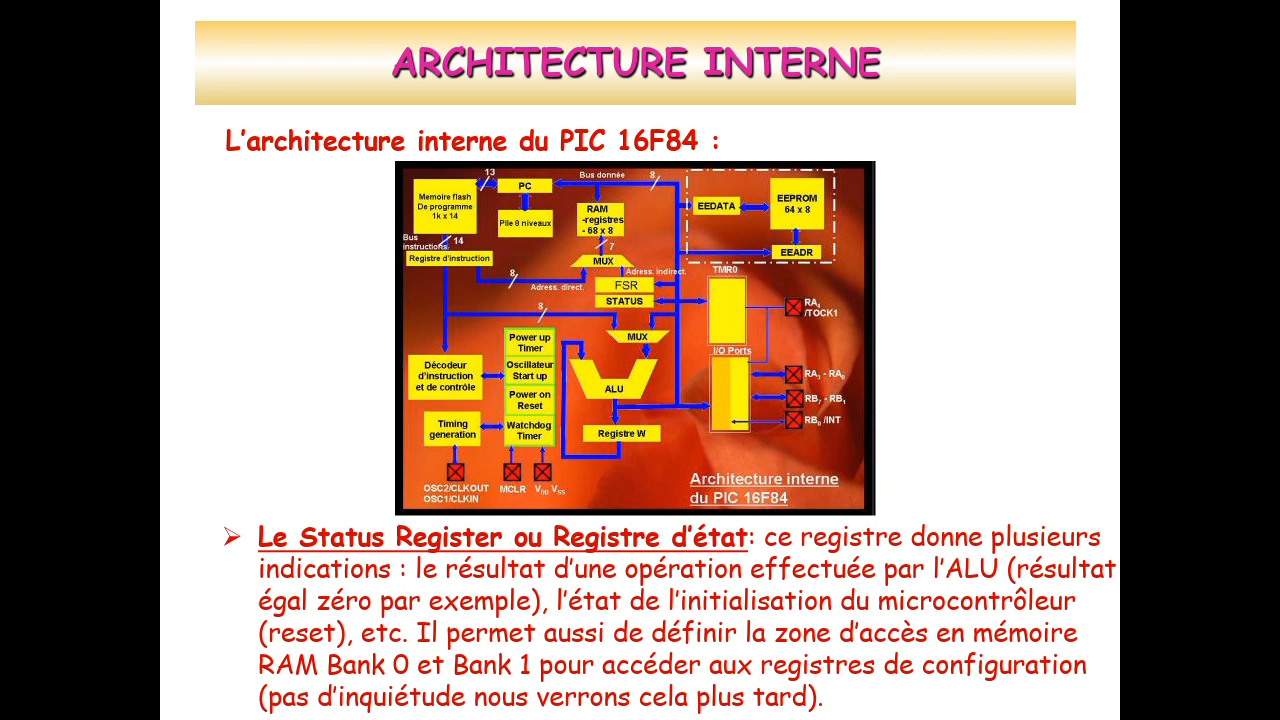 ARCHITECTURE INTERNE
L’architecture interne du PIC 16F84 :
13
Bus donnée
8
Memoire flash
De programme
1k x 14
PC
Pile 8 niveaux
RAM
-registres
- 68 x 8
EEDATA
EEPROM
64 x 8
EEADR
Bus
instructions
14
7
Registre d’instruction
MUX
8
Adress. direct.
Adress. indirect.
FSR
STATUS
TMR0
RA4
/TOCK1
8
MUX
Power up
Timer
I/O Ports
Décodeur
d’instruction
et de contrôle
Oscillateur
Start up
ALU
RA3 - RA0
Power on
Reset
RB7 - RB1
Timing
generation
Watchdog
Timer
Registre W
RB0 /INT
OSC2/CLKOUT
OSC1/CLKIN
MCLR
VDD VSS
Architecture interne
du PIC 16F84
➢ Le Status Register ou Registre d’état: ce registre donne plusieurs
indications : le résultat d’une opération effectuée par l’ALU (résultat
égal zéro par exemple), l’état de l’initialisation du microcontrôleur
(reset), etc. Il permet aussi de définir la zone d’accès en mémoire
RAM Bank 0 et Bank 1 pour accéder aux registres de configuration
(pas d’inquiétude nous verrons cela plus tard).